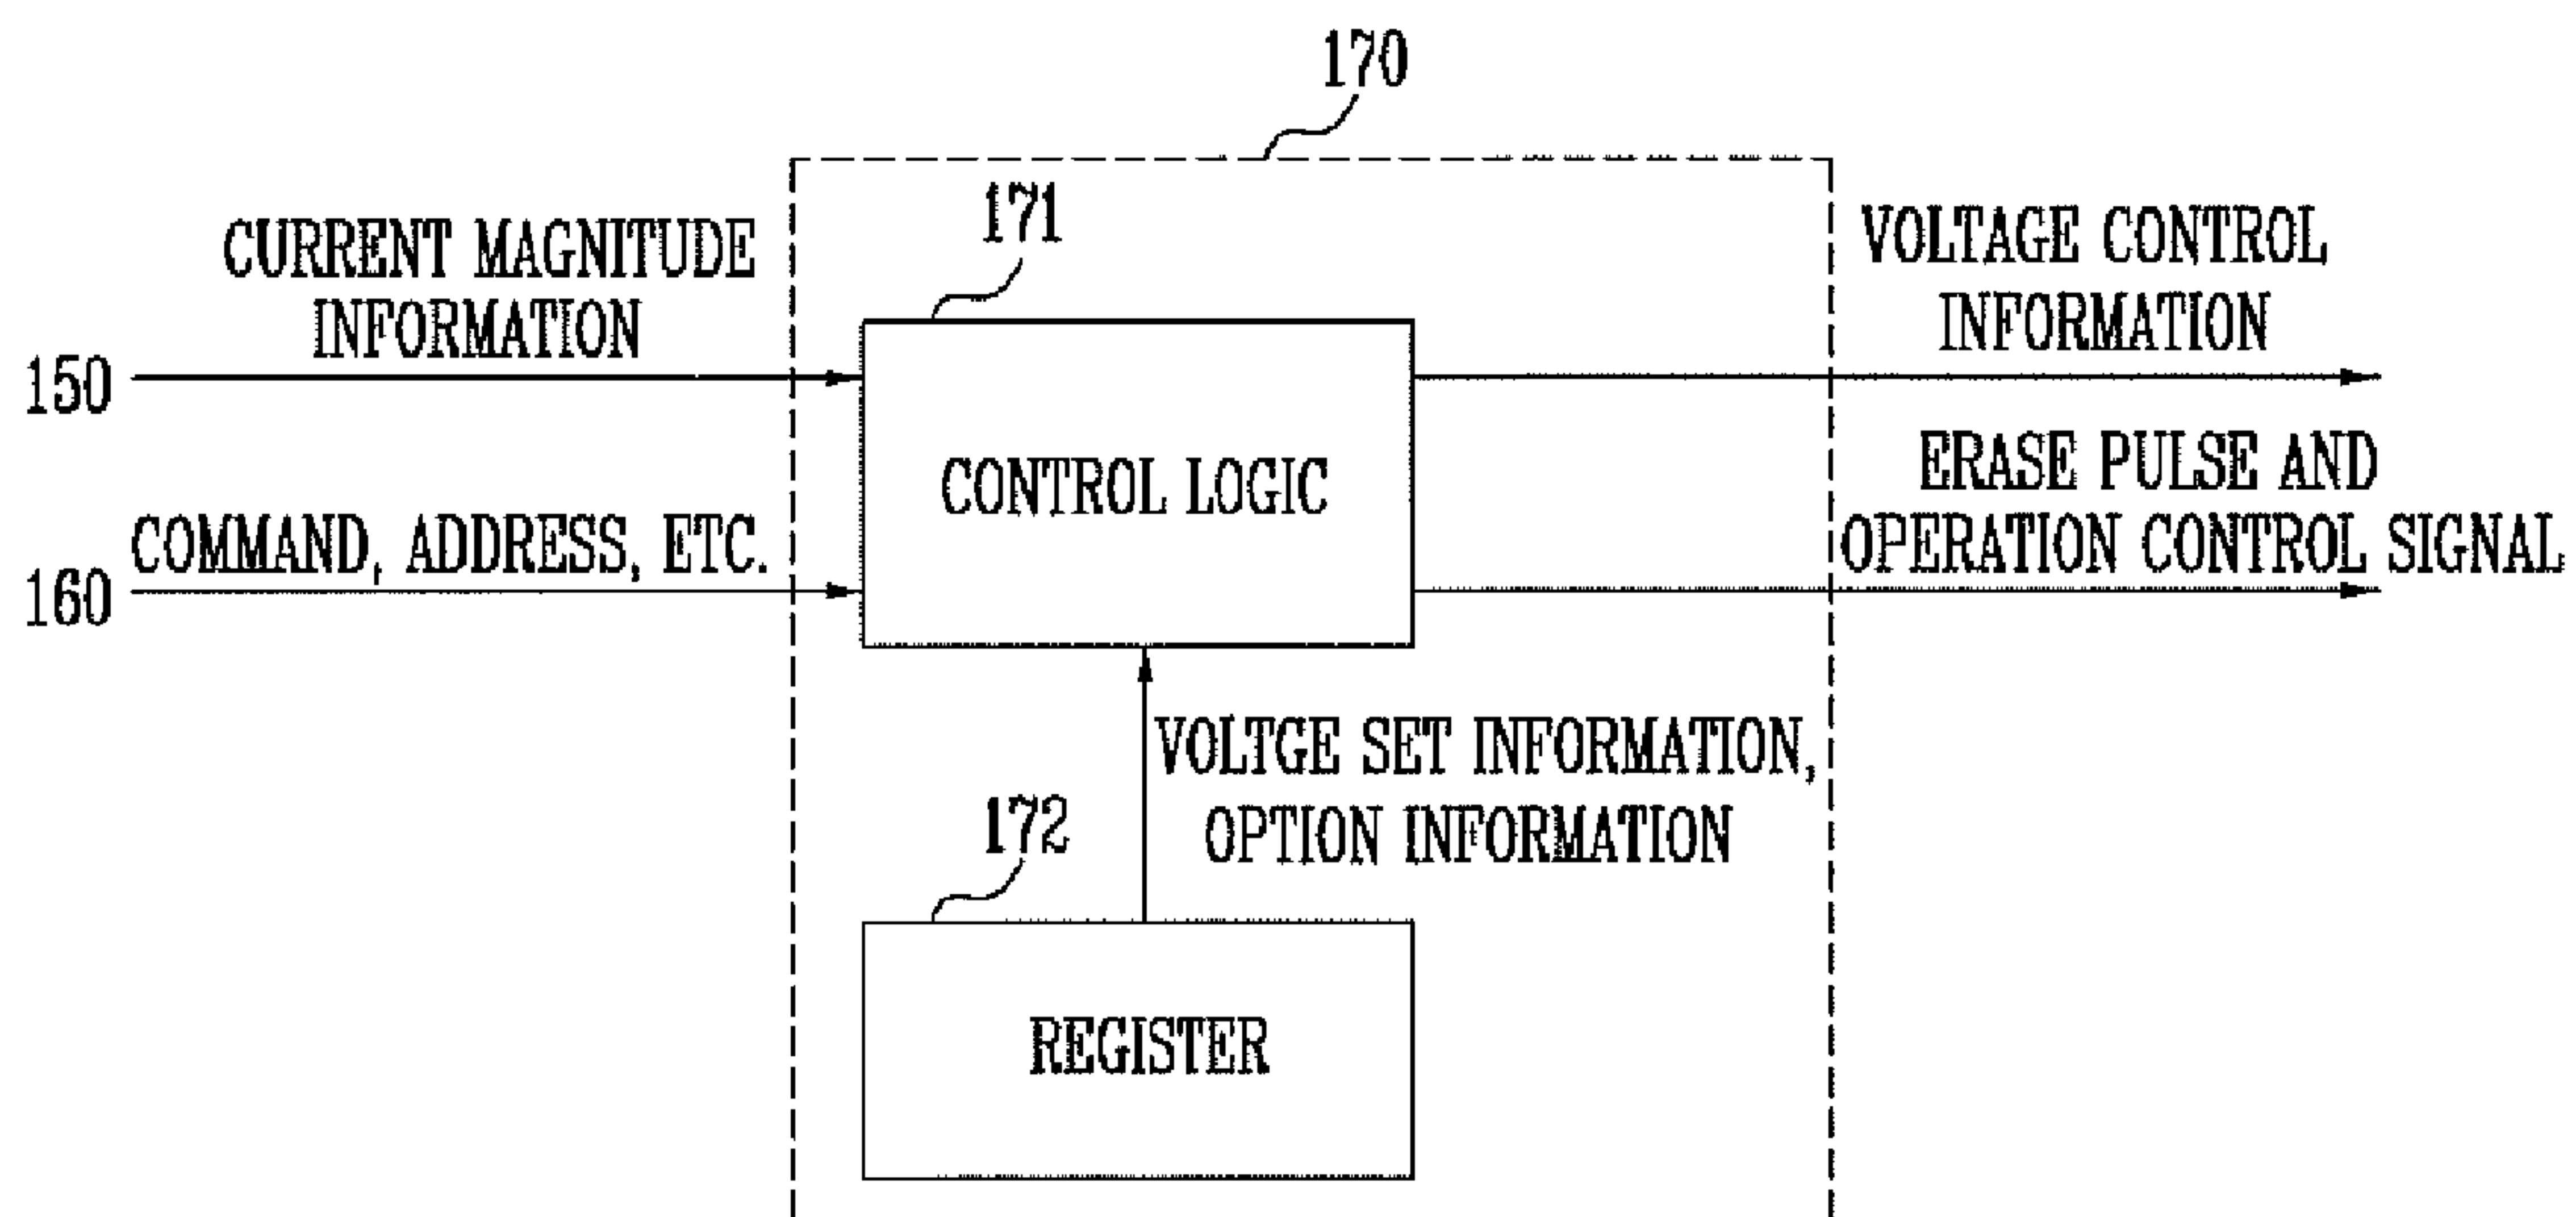 170
171
CURRENT MAGNITUDE
INFORMATION
150
VOLTAGE CONTROL
INFORMATION
CONTROL LOGIC
COMMAND, ADDRESS, ETC.
160
ERASE PULSE AND
OPERATION CONTROL SIGNAL
VOLTGE SET INFORMATION,
OPTION INFORMATION
172
REGISTER